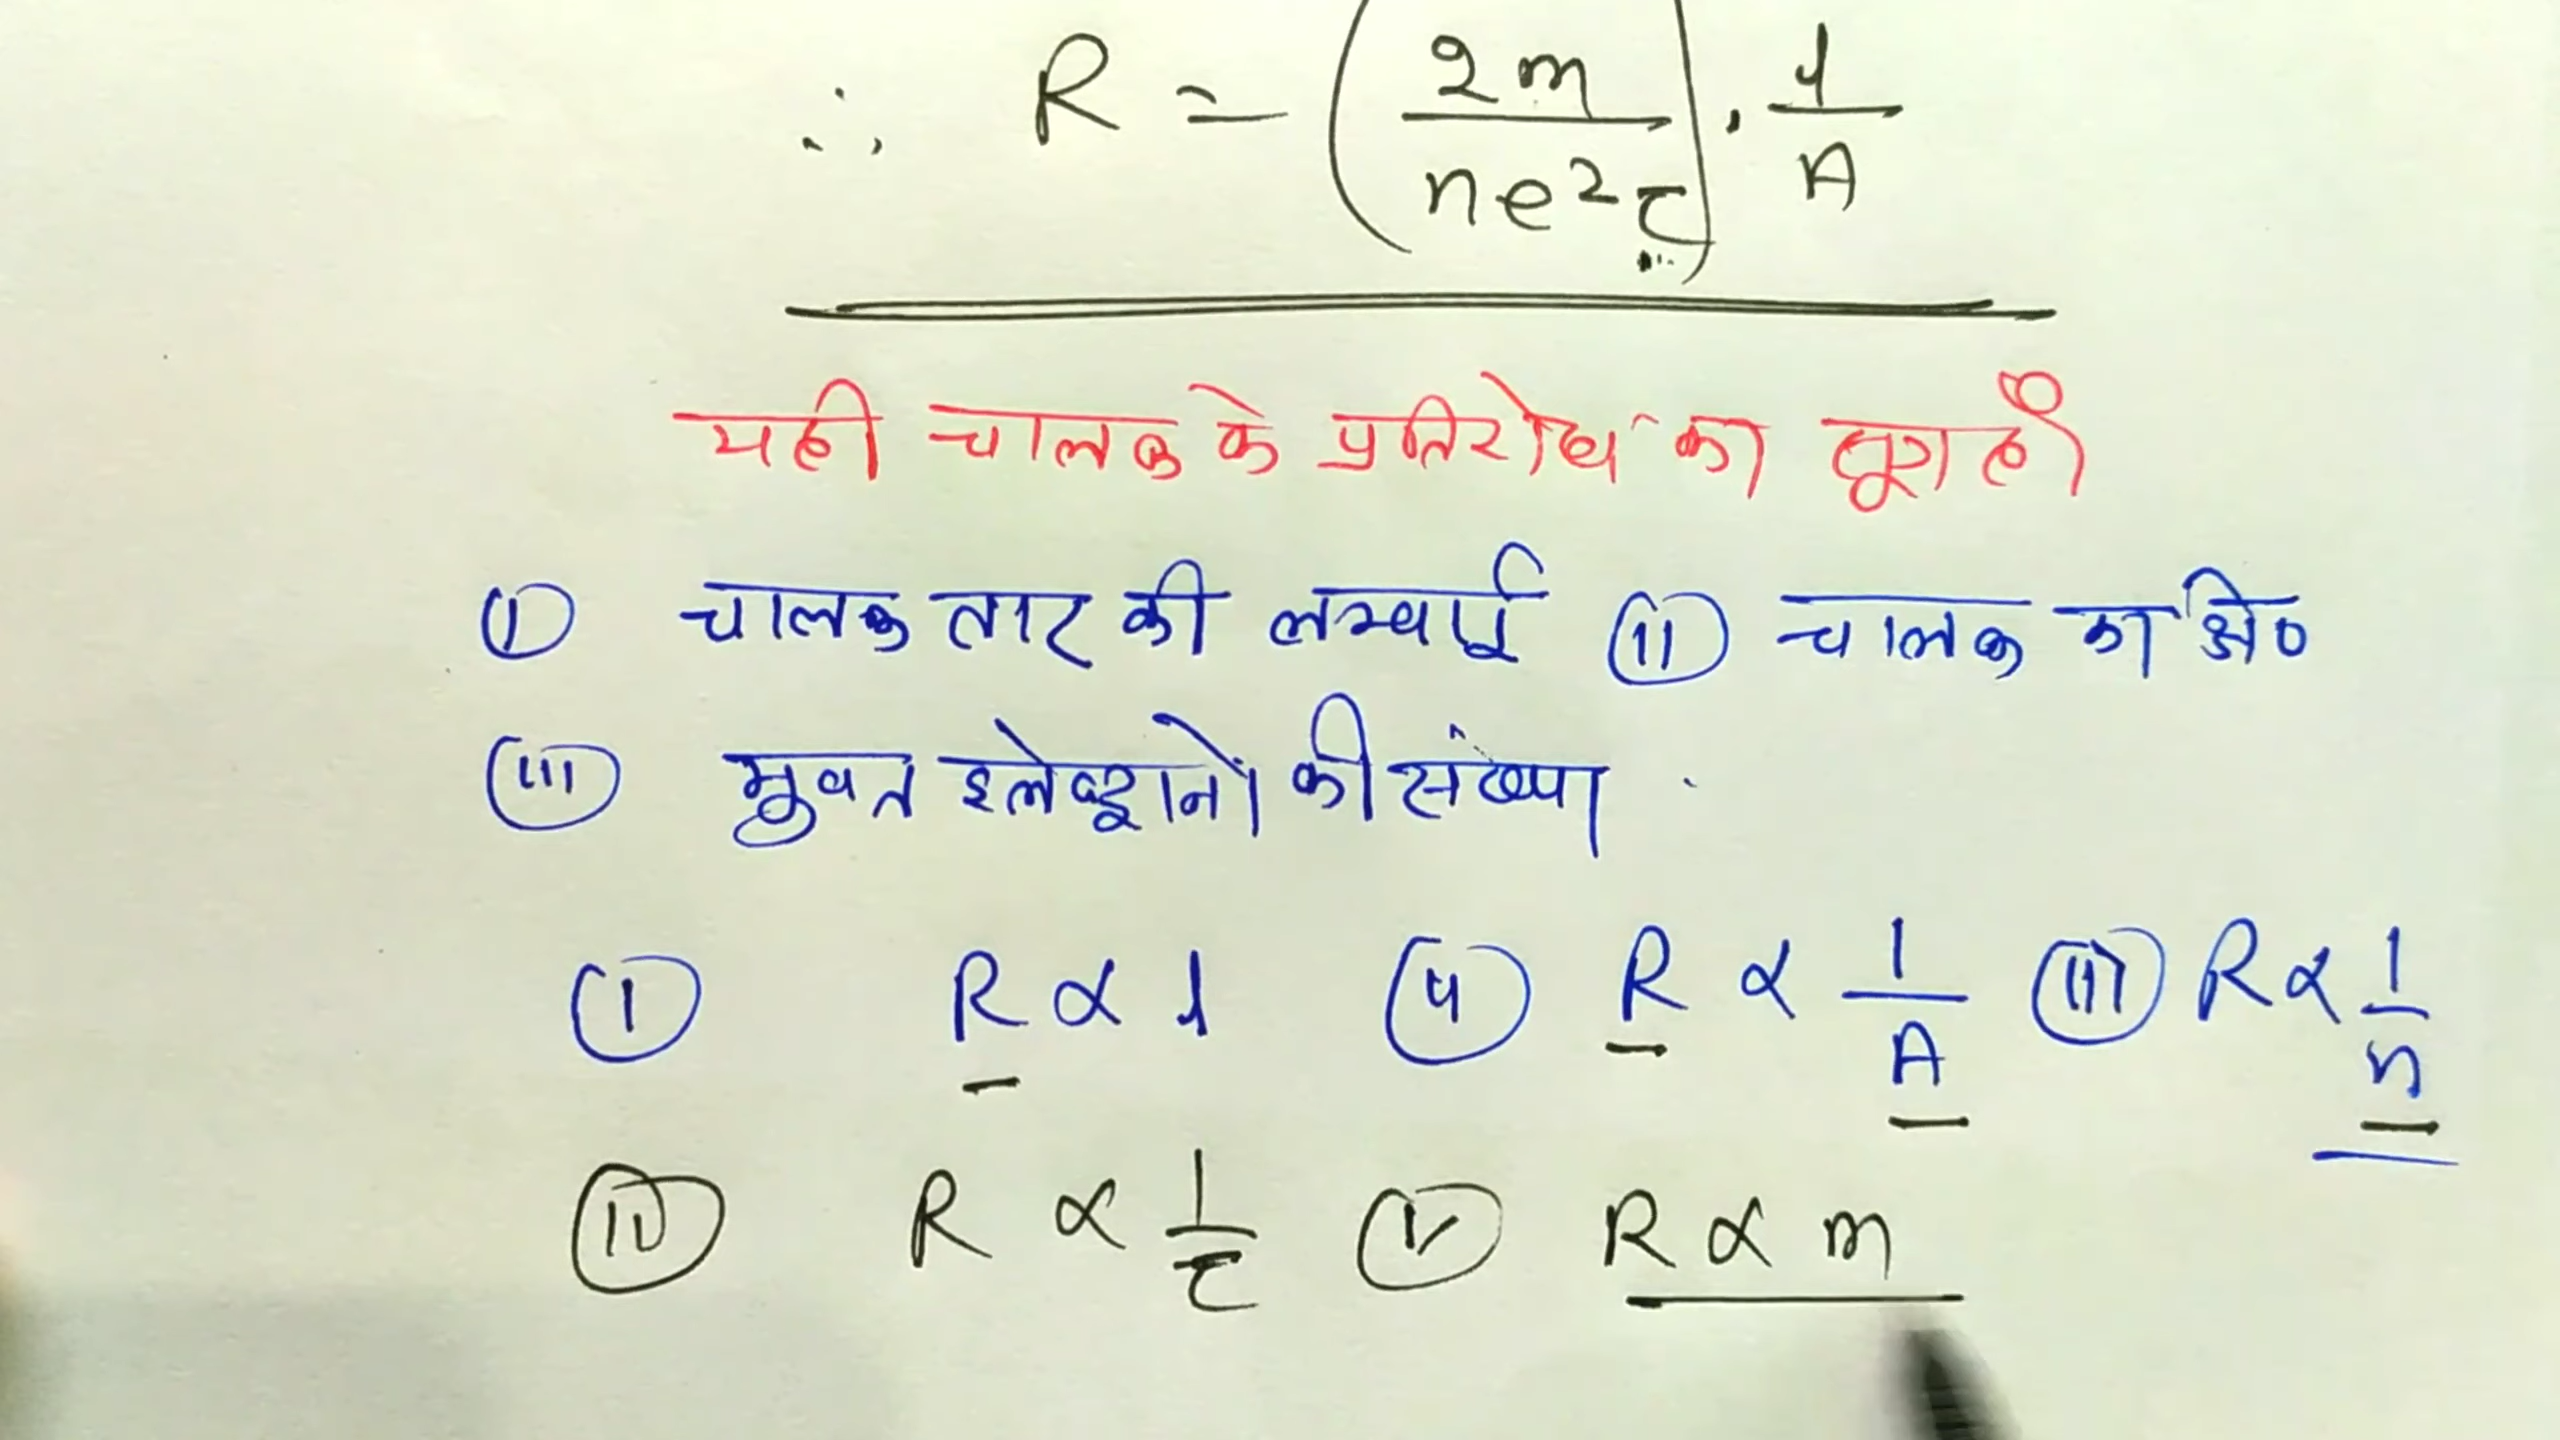 ∴ R = (2m / ne²τ) · l/A
यही चालक के प्रतिरोध का सूत्र है
(i) चालक तार की लम्बाई (ii) चालक का क्षे०
(iii) मुक्त इलेक्ट्रानों की संख्या
(i) R ∝ l (ii) R ∝ 1/A (iii) R ∝ 1/n
(iv) R ∝ 1/τ (v) R ∝ m